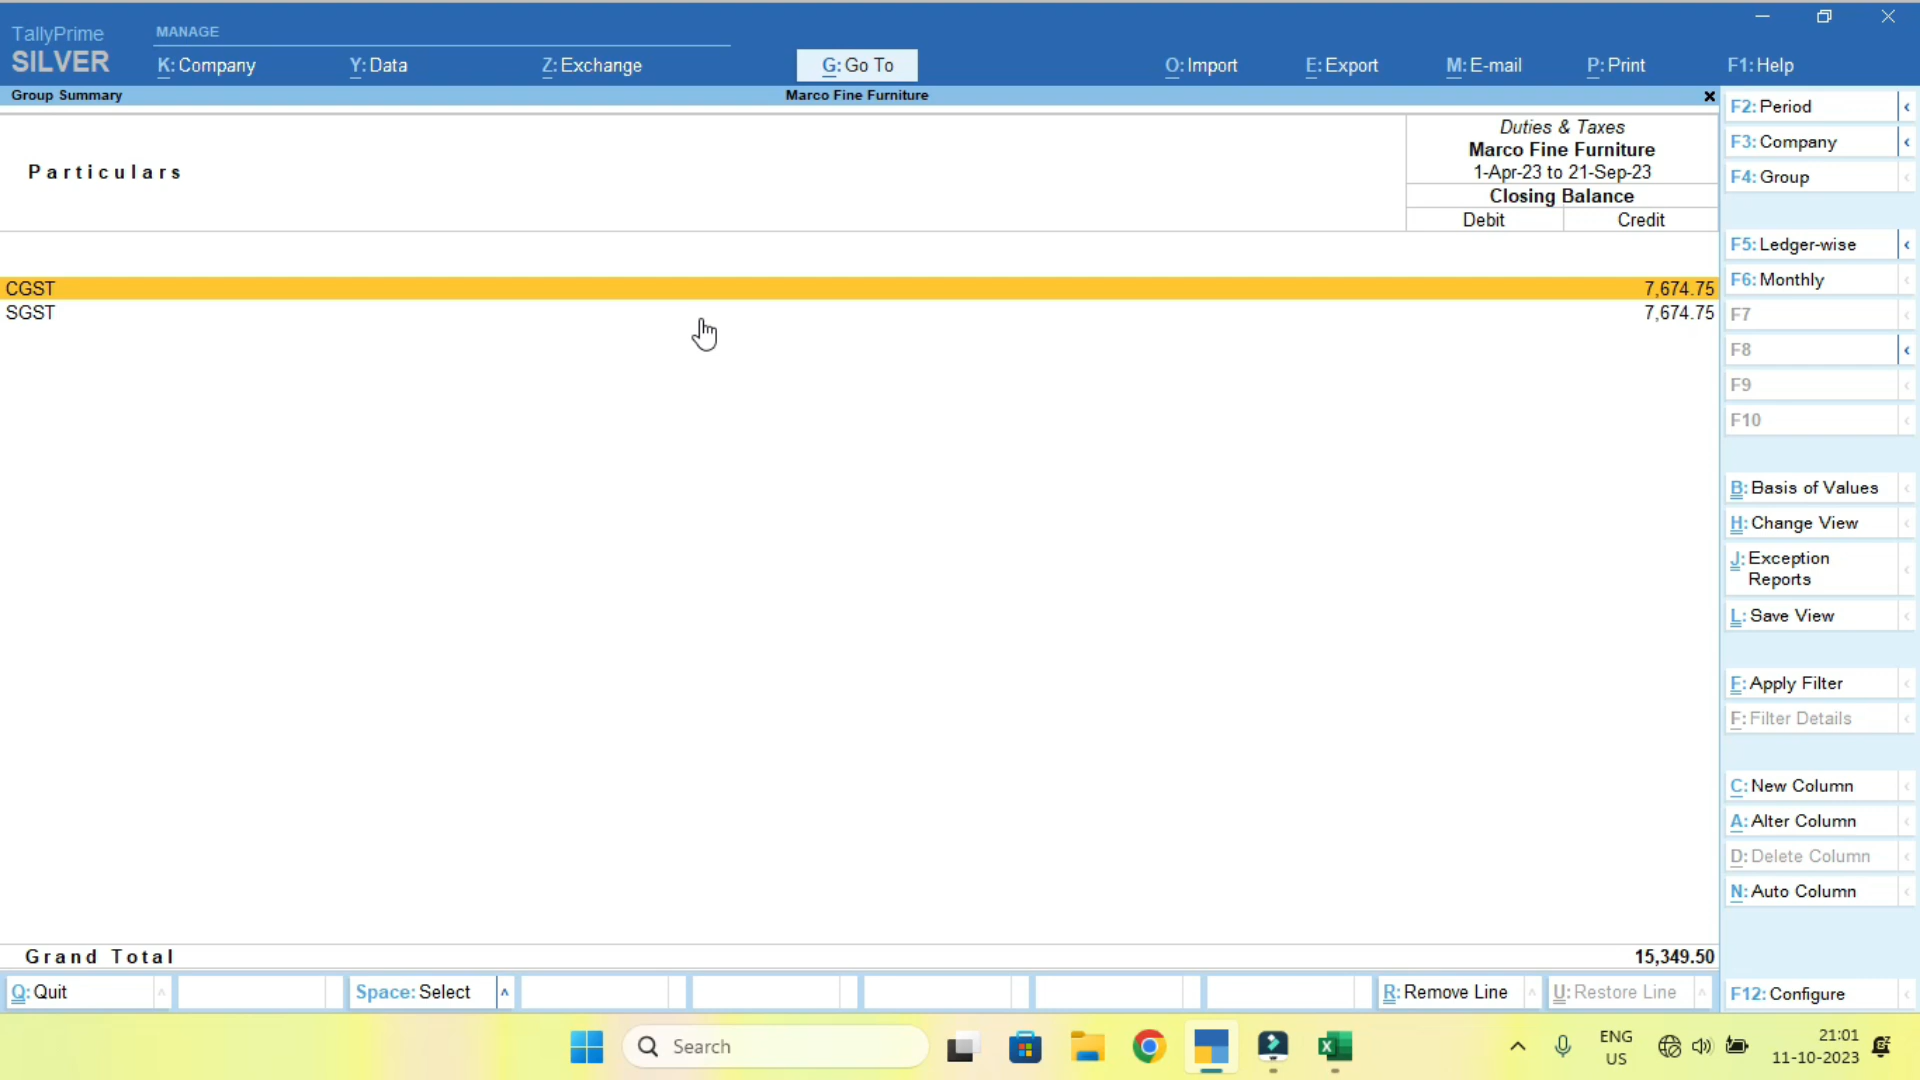 TallyPrime
SILVER
MANAGE
K: Company
Y: Data
Z: Exchange
G: Go To
O: Import
E: Export
M: E-mail
P: Print
F1: Help
Group Summary
Marco Fine Furniture
Particulars
Duties & Taxes
Marco Fine Furniture
1-Apr-23 to 21-Sep-23
Closing Balance
Debit Credit
CGST 7,674.75
SGST 7,674.75
Grand Total 15,349.50
F2: Period
F3: Company
F4: Group
F5: Ledger-wise
F6: Monthly
F7
F8
F9
F10
B: Basis of Values
H: Change View
J: Exception
Reports
L: Save View
F: Apply Filter
F: Filter Details
C: New Column
A: Alter Column
D: Delete Column
N: Auto Column
F12: Configure
Q: Quit
Space: Select
R: Remove Line
U: Restore Line
Search
ENG
US
21:01
11-10-2023